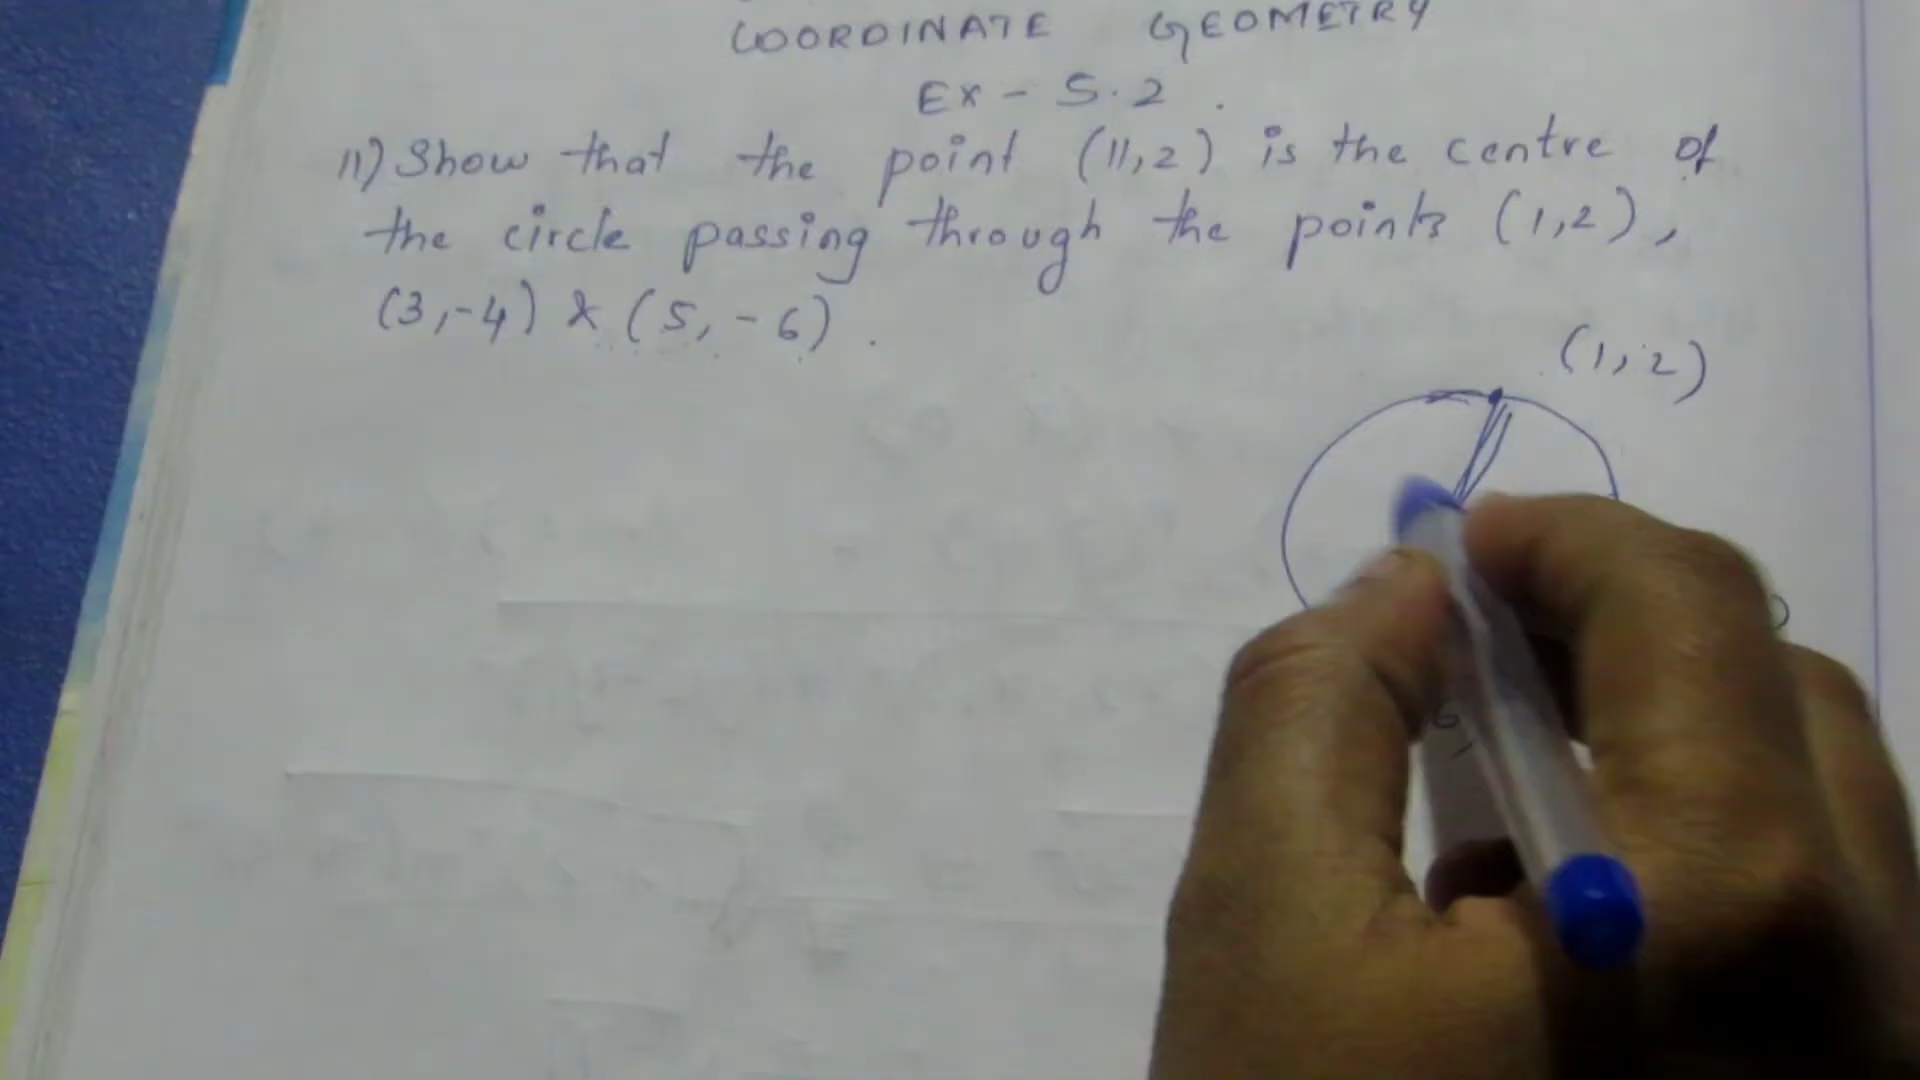 COORDINATE GEOMETRY
EX - 5.2.
11) Show that the point (11,2) is the centre of
the circle passing through the points (1,2),
(3,-4) & (5,-6).
(1,2)